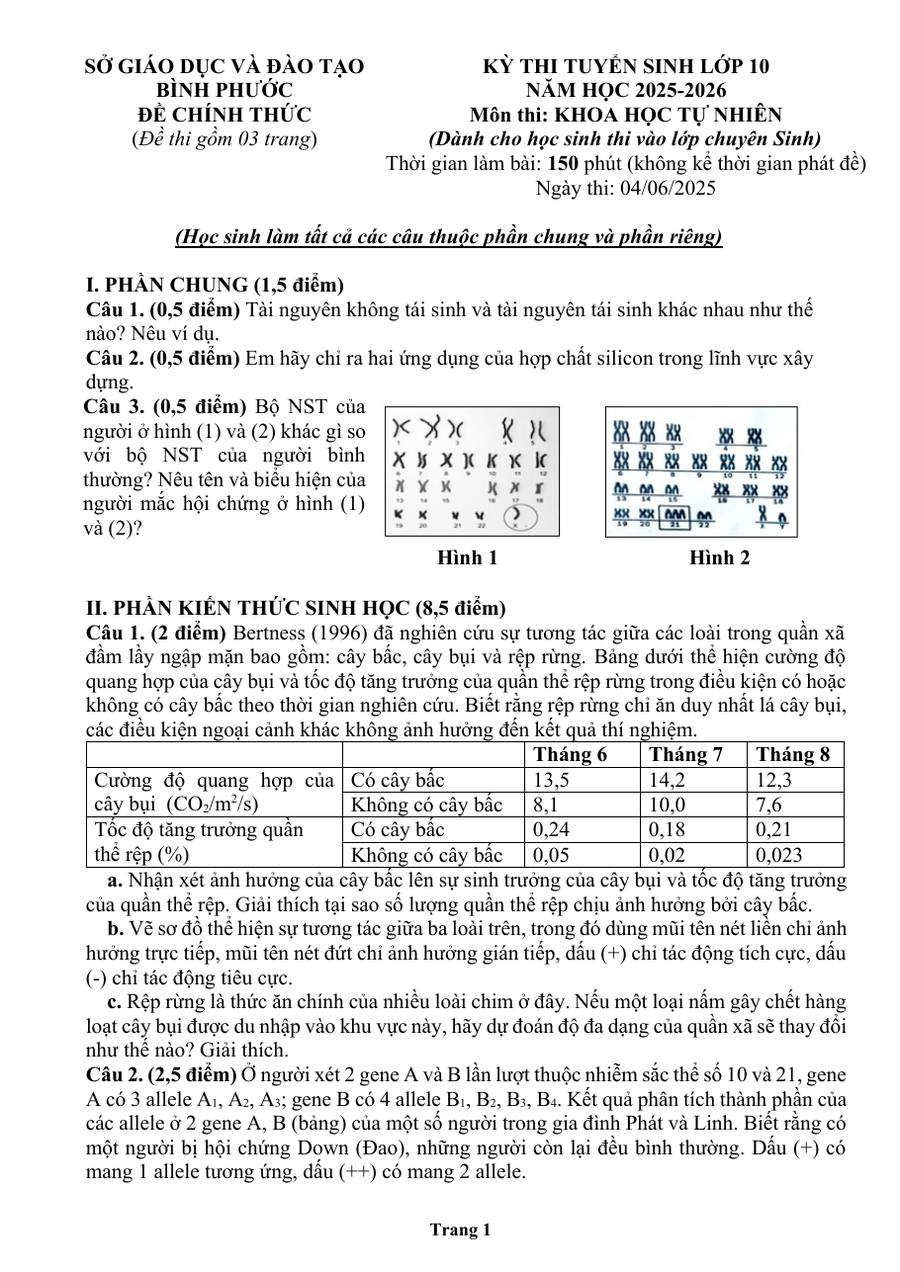 SỞ GIÁO DỤC VÀ ĐÀO TẠO
BÌNH PHƯỚC
ĐỀ CHÍNH THỨC
(Đề thi gồm 03 trang)
KỲ THI TUYỂN SINH LỚP 10
NĂM HỌC 2025-2026
Môn thi: KHOA HỌC TỰ NHIÊN
(Dành cho học sinh thi vào lớp chuyên Sinh)
Thời gian làm bài: 150 phút (không kể thời gian phát đề)
Ngày thi: 04/06/2025
(Học sinh làm tất cả các câu thuộc phần chung và phần riêng)
I. PHẦN CHUNG (1,5 điểm)
Câu 1. (0,5 điểm) Tài nguyên không tái sinh và tài nguyên tái sinh khác nhau như thế
nào? Nêu ví dụ.
Câu 2. (0,5 điểm) Em hãy chỉ ra hai ứng dụng của hợp chất silicon trong lĩnh vực xây
dựng.
Câu 3. (0,5 điểm) Bộ NST của
người ở hình (1) và (2) khác gì so
với bộ NST của người bình
thường? Nêu tên và biểu hiện của
người mắc hội chứng ở hình (1)
và (2)?
Hình 1
Hình 2
II. PHẦN KIẾN THỨC SINH HỌC (8,5 điểm)
Câu 1. (2 điểm) Bertness (1996) đã nghiên cứu sự tương tác giữa các loài trong quần xã
đầm lầy ngập mặn bao gồm: cây bấc, cây bụi và rệp rừng. Bảng dưới thể hiện cường độ
quang hợp của cây bụi và tốc độ tăng trưởng của quần thể rệp rừng trong điều kiện có hoặc
không có cây bấc theo thời gian nghiên cứu. Biết rằng rệp rừng chỉ ăn duy nhất lá cây bụi,
các điều kiện ngoại cảnh khác không ảnh hưởng đến kết quả thí nghiệm.
Tháng 6 Tháng 7 Tháng 8
Cường độ quang hợp của Có cây bấc 13,5 14,2 12,3
cây bụi (CO₂/m²/s) Không có cây bấc 8,1 10,0 7,6
Tốc độ tăng trưởng quần Có cây bấc 0,24 0,18 0,21
thể rệp (%) Không có cây bấc 0,05 0,02 0,023
a. Nhận xét ảnh hưởng của cây bấc lên sự sinh trưởng của cây bụi và tốc độ tăng trưởng
của quần thể rệp. Giải thích tại sao số lượng quần thể rệp chịu ảnh hưởng bởi cây bấc.
b. Vẽ sơ đồ thể hiện sự tương tác giữa ba loài trên, trong đó dùng mũi tên nét liền chỉ ảnh
hưởng trực tiếp, mũi tên nét đứt chỉ ảnh hưởng gián tiếp, dấu (+) chỉ tác động tích cực, dấu
(-) chỉ tác động tiêu cực.
c. Rệp rừng là thức ăn chính của nhiều loài chim ở đây. Nếu một loại nấm gây chết hàng
loạt cây bụi được du nhập vào khu vực này, hãy dự đoán độ đa dạng của quần xã sẽ thay đổi
như thế nào? Giải thích.
Câu 2. (2,5 điểm) Ở người xét 2 gene A và B lần lượt thuộc nhiễm sắc thể số 10 và 21, gene
A có 3 allele A₁, A₂, A₃; gene B có 4 allele B₁, B₂, B₃, B₄. Kết quả phân tích thành phần của
các allele ở 2 gene A, B (bảng) của một số người trong gia đình Phát và Linh. Biết rằng có
một người bị hội chứng Down (Đao), những người còn lại đều bình thường. Dấu (+) có
mang 1 allele tương ứng, dấu (++) có mang 2 allele.
Trang 1